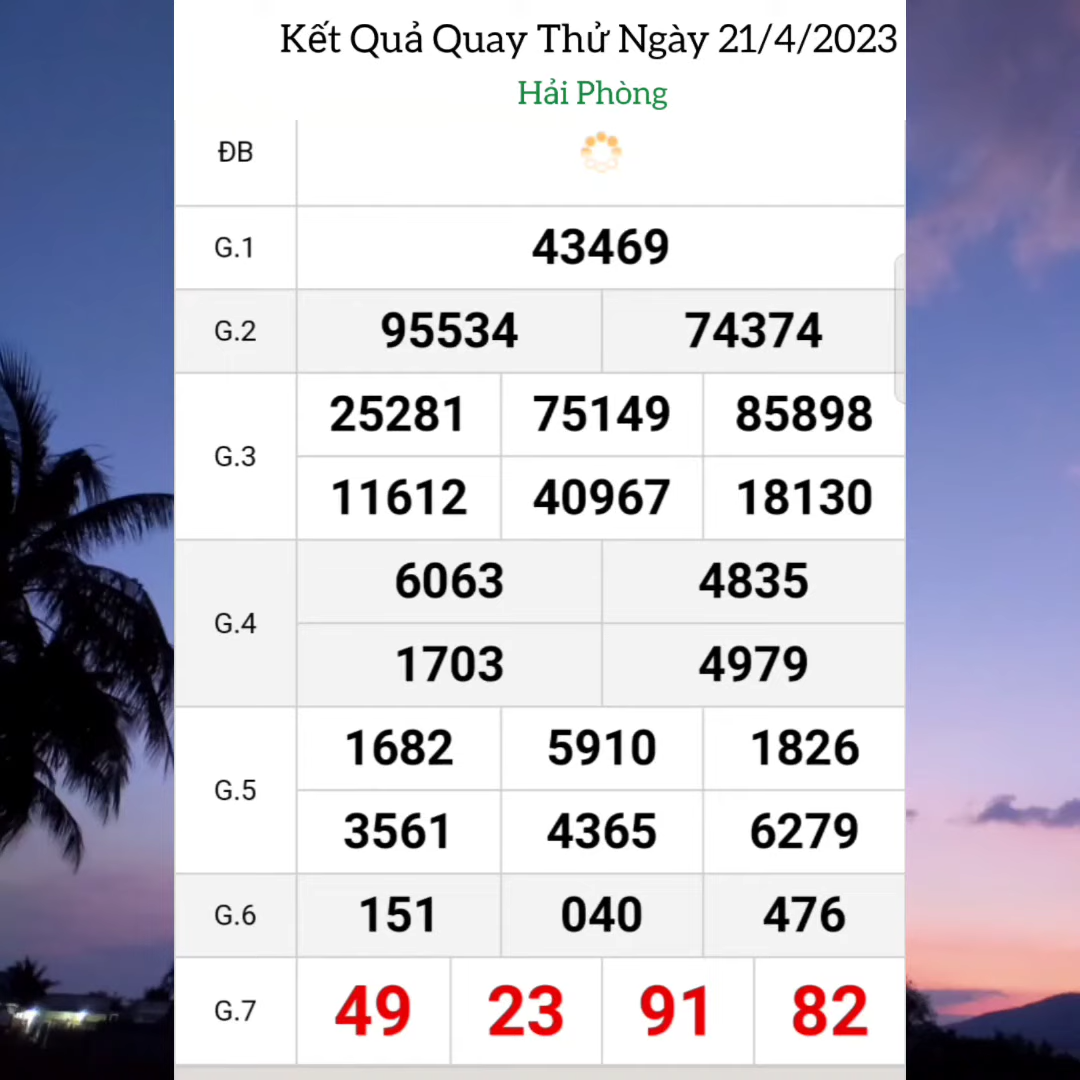 Kết Quả Quay Thử Ngày 21/4/2023
Hải Phòng
ĐB
G.1 43469
G.2 95534 74374
G.3
25281 75149 85898
11612 40967 18130
G.4
6063 4835
1703 4979
G.5
1682 5910 1826
3561 4365 6279
G.6 151 040 476
G.7 49 23 91 82